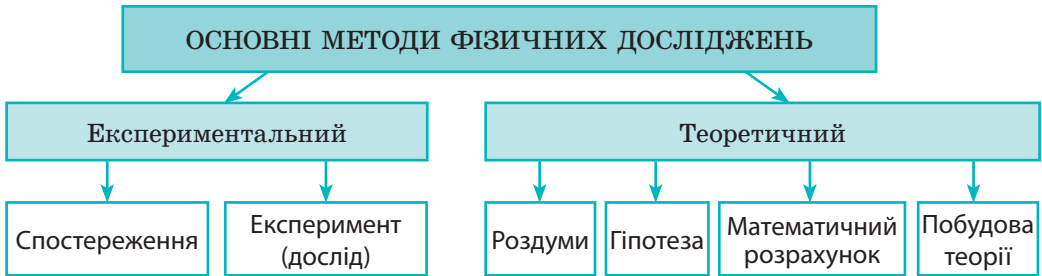 ОСНОВНІ МЕТОДИ ФІЗИЧНИХ ДОСЛІДЖЕНЬ
Експериментальний
Теоретичний
Спостереження
Експеримент
(дослід)
Роздуми
Гіпотеза
Математичний
розрахунок
Побудова
теорії